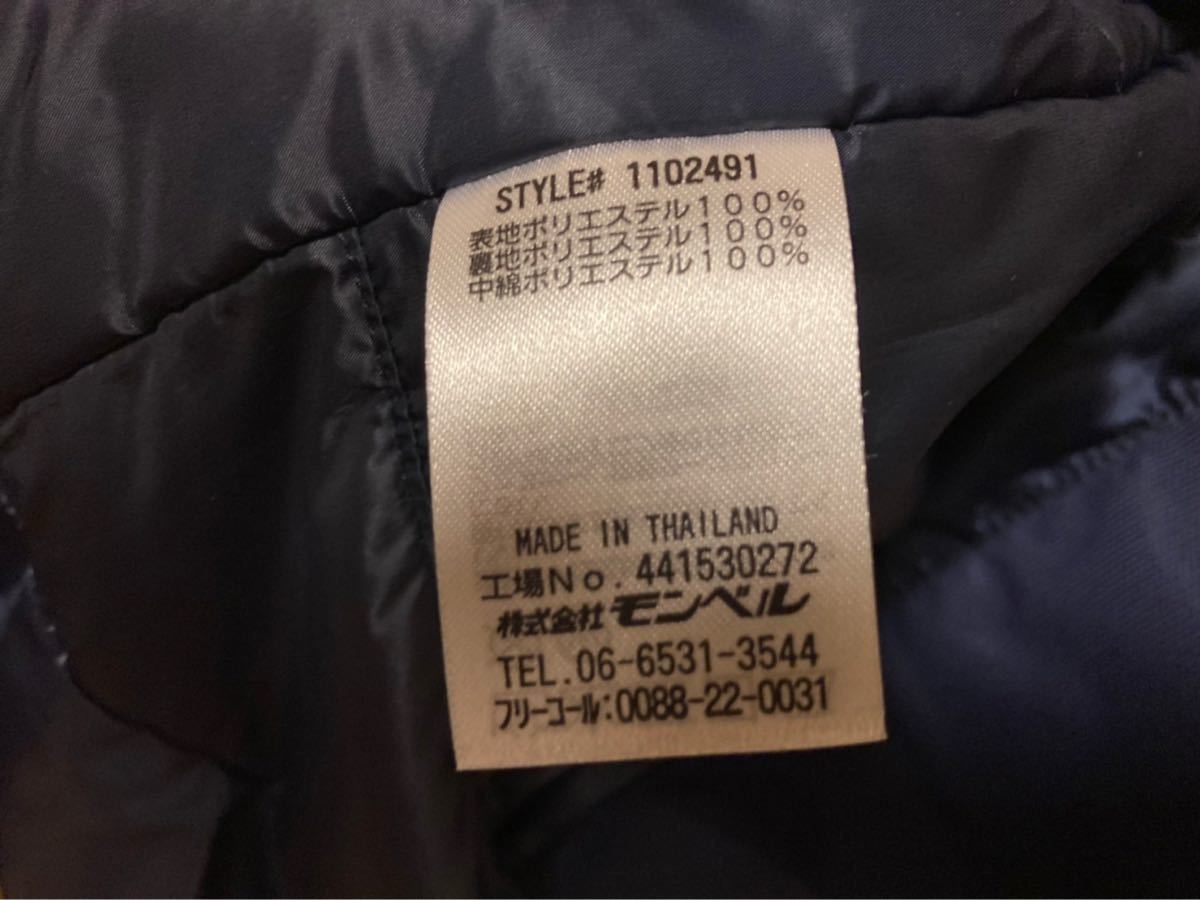 STYLE# 1102491
表地ポリエステル１００％
裏地ポリエステル１００％
中綿ポリエステル１００％
MADE IN THAILAND
工場Ｎｏ．441530272
株式会社モンベル
TEL.06-6531-3544
フリーコール:0088-22-0031